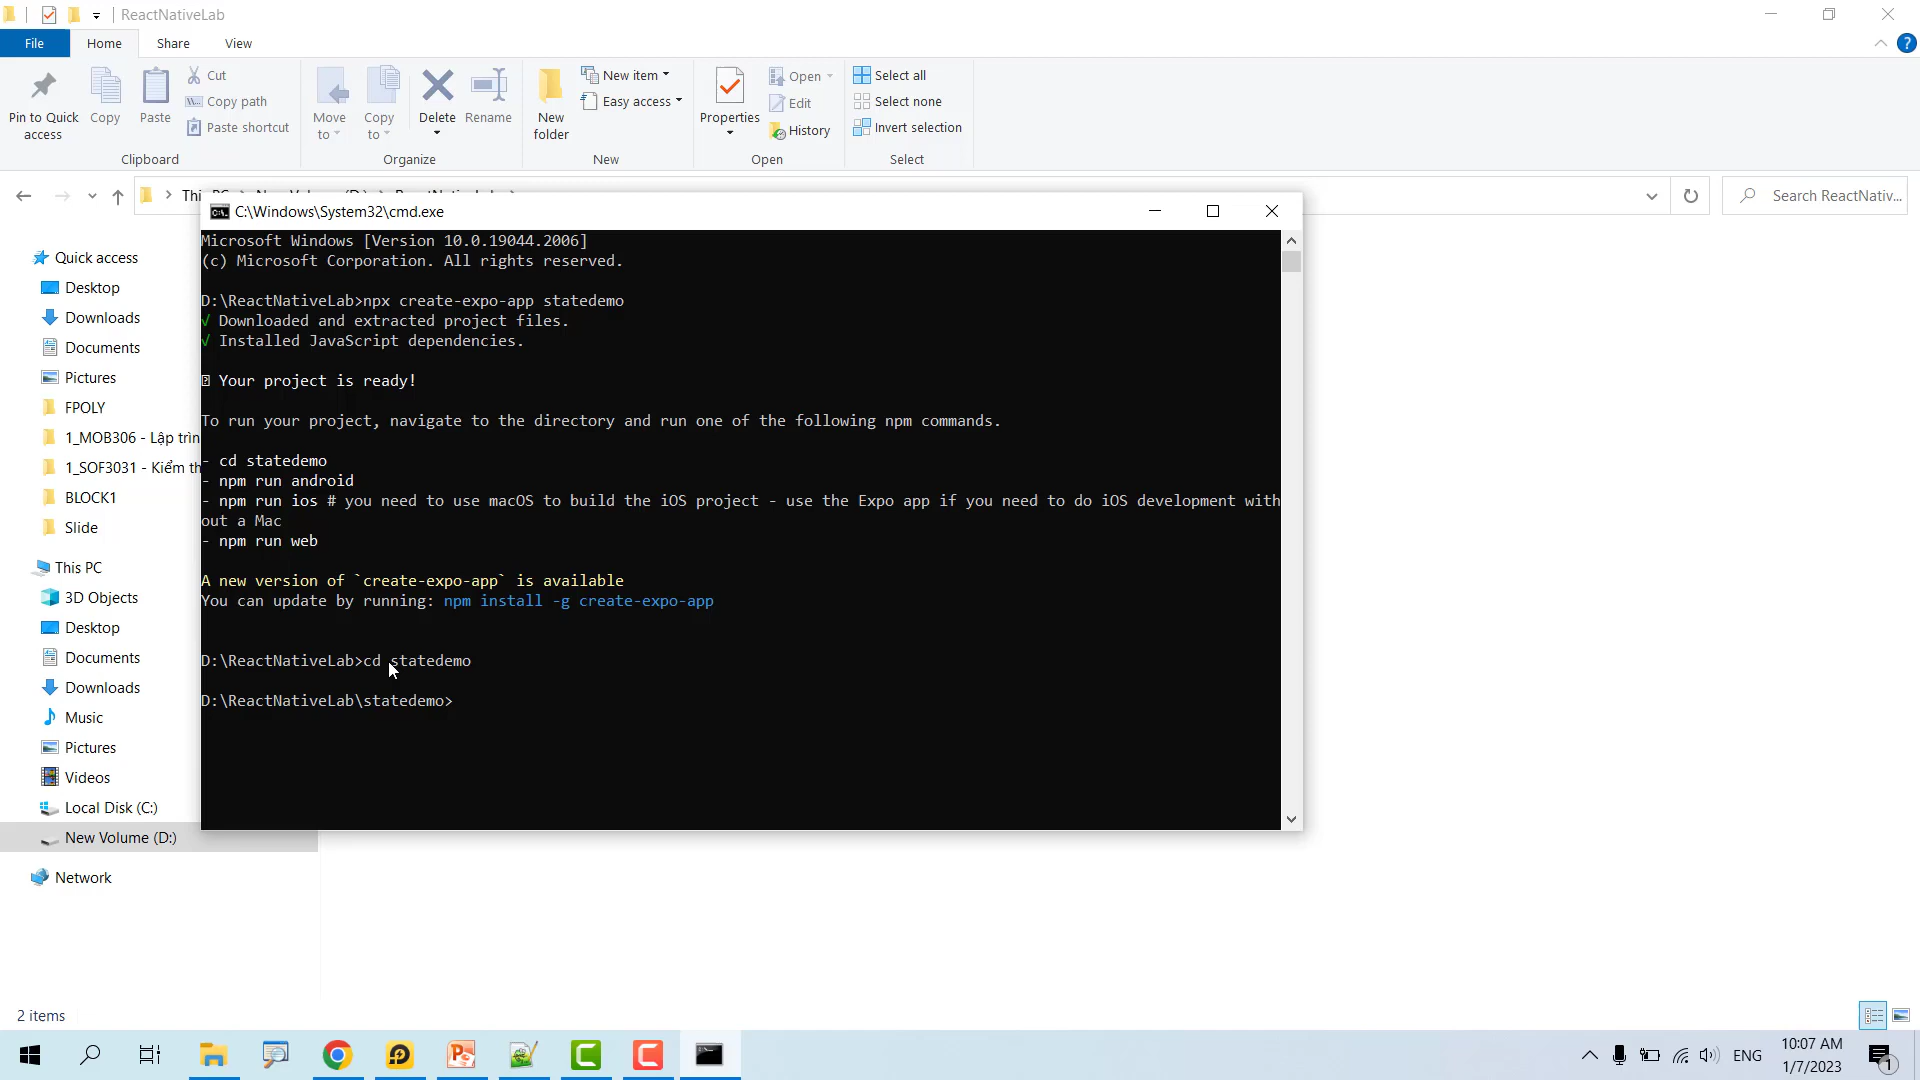 ReactNativeLab
File Home Share View
Pin to Quick access
Copy
Paste
Cut
Copy path
Paste shortcut
Clipboard
Move to
Copy to
Delete
Rename
Organize
New folder
New item
Easy access
New
Properties
Open
Edit
History
Open
Select all
Select none
Invert selection
Select
Search ReactNativ...
C:\Windows\System32\cmd.exe
Microsoft Windows [Version 10.0.19044.2006]
(c) Microsoft Corporation. All rights reserved.
D:\ReactNativeLab>npx create-expo-app statedemo
√ Downloaded and extracted project files.
√ Installed JavaScript dependencies.
Your project is ready!
To run your project, navigate to the directory and run one of the following npm commands.
- cd statedemo
- npm run android
- npm run ios # you need to use macOS to build the iOS project - use the Expo app if you need to do iOS development with
out a Mac
- npm run web
A new version of `create-expo-app` is available
You can update by running: npm install -g create-expo-app
D:\ReactNativeLab>cd statedemo
D:\ReactNativeLab\statedemo>
Quick access
Desktop
Downloads
Documents
Pictures
FPOLY
1_MOB306 - Lập trìn
1_SOF3031 - Kiểm th
BLOCK1
Slide
This PC
3D Objects
Desktop
Documents
Downloads
Music
Pictures
Videos
Local Disk (C:)
New Volume (D:)
Network
2 items
ENG
10:07 AM
1/7/2023
1